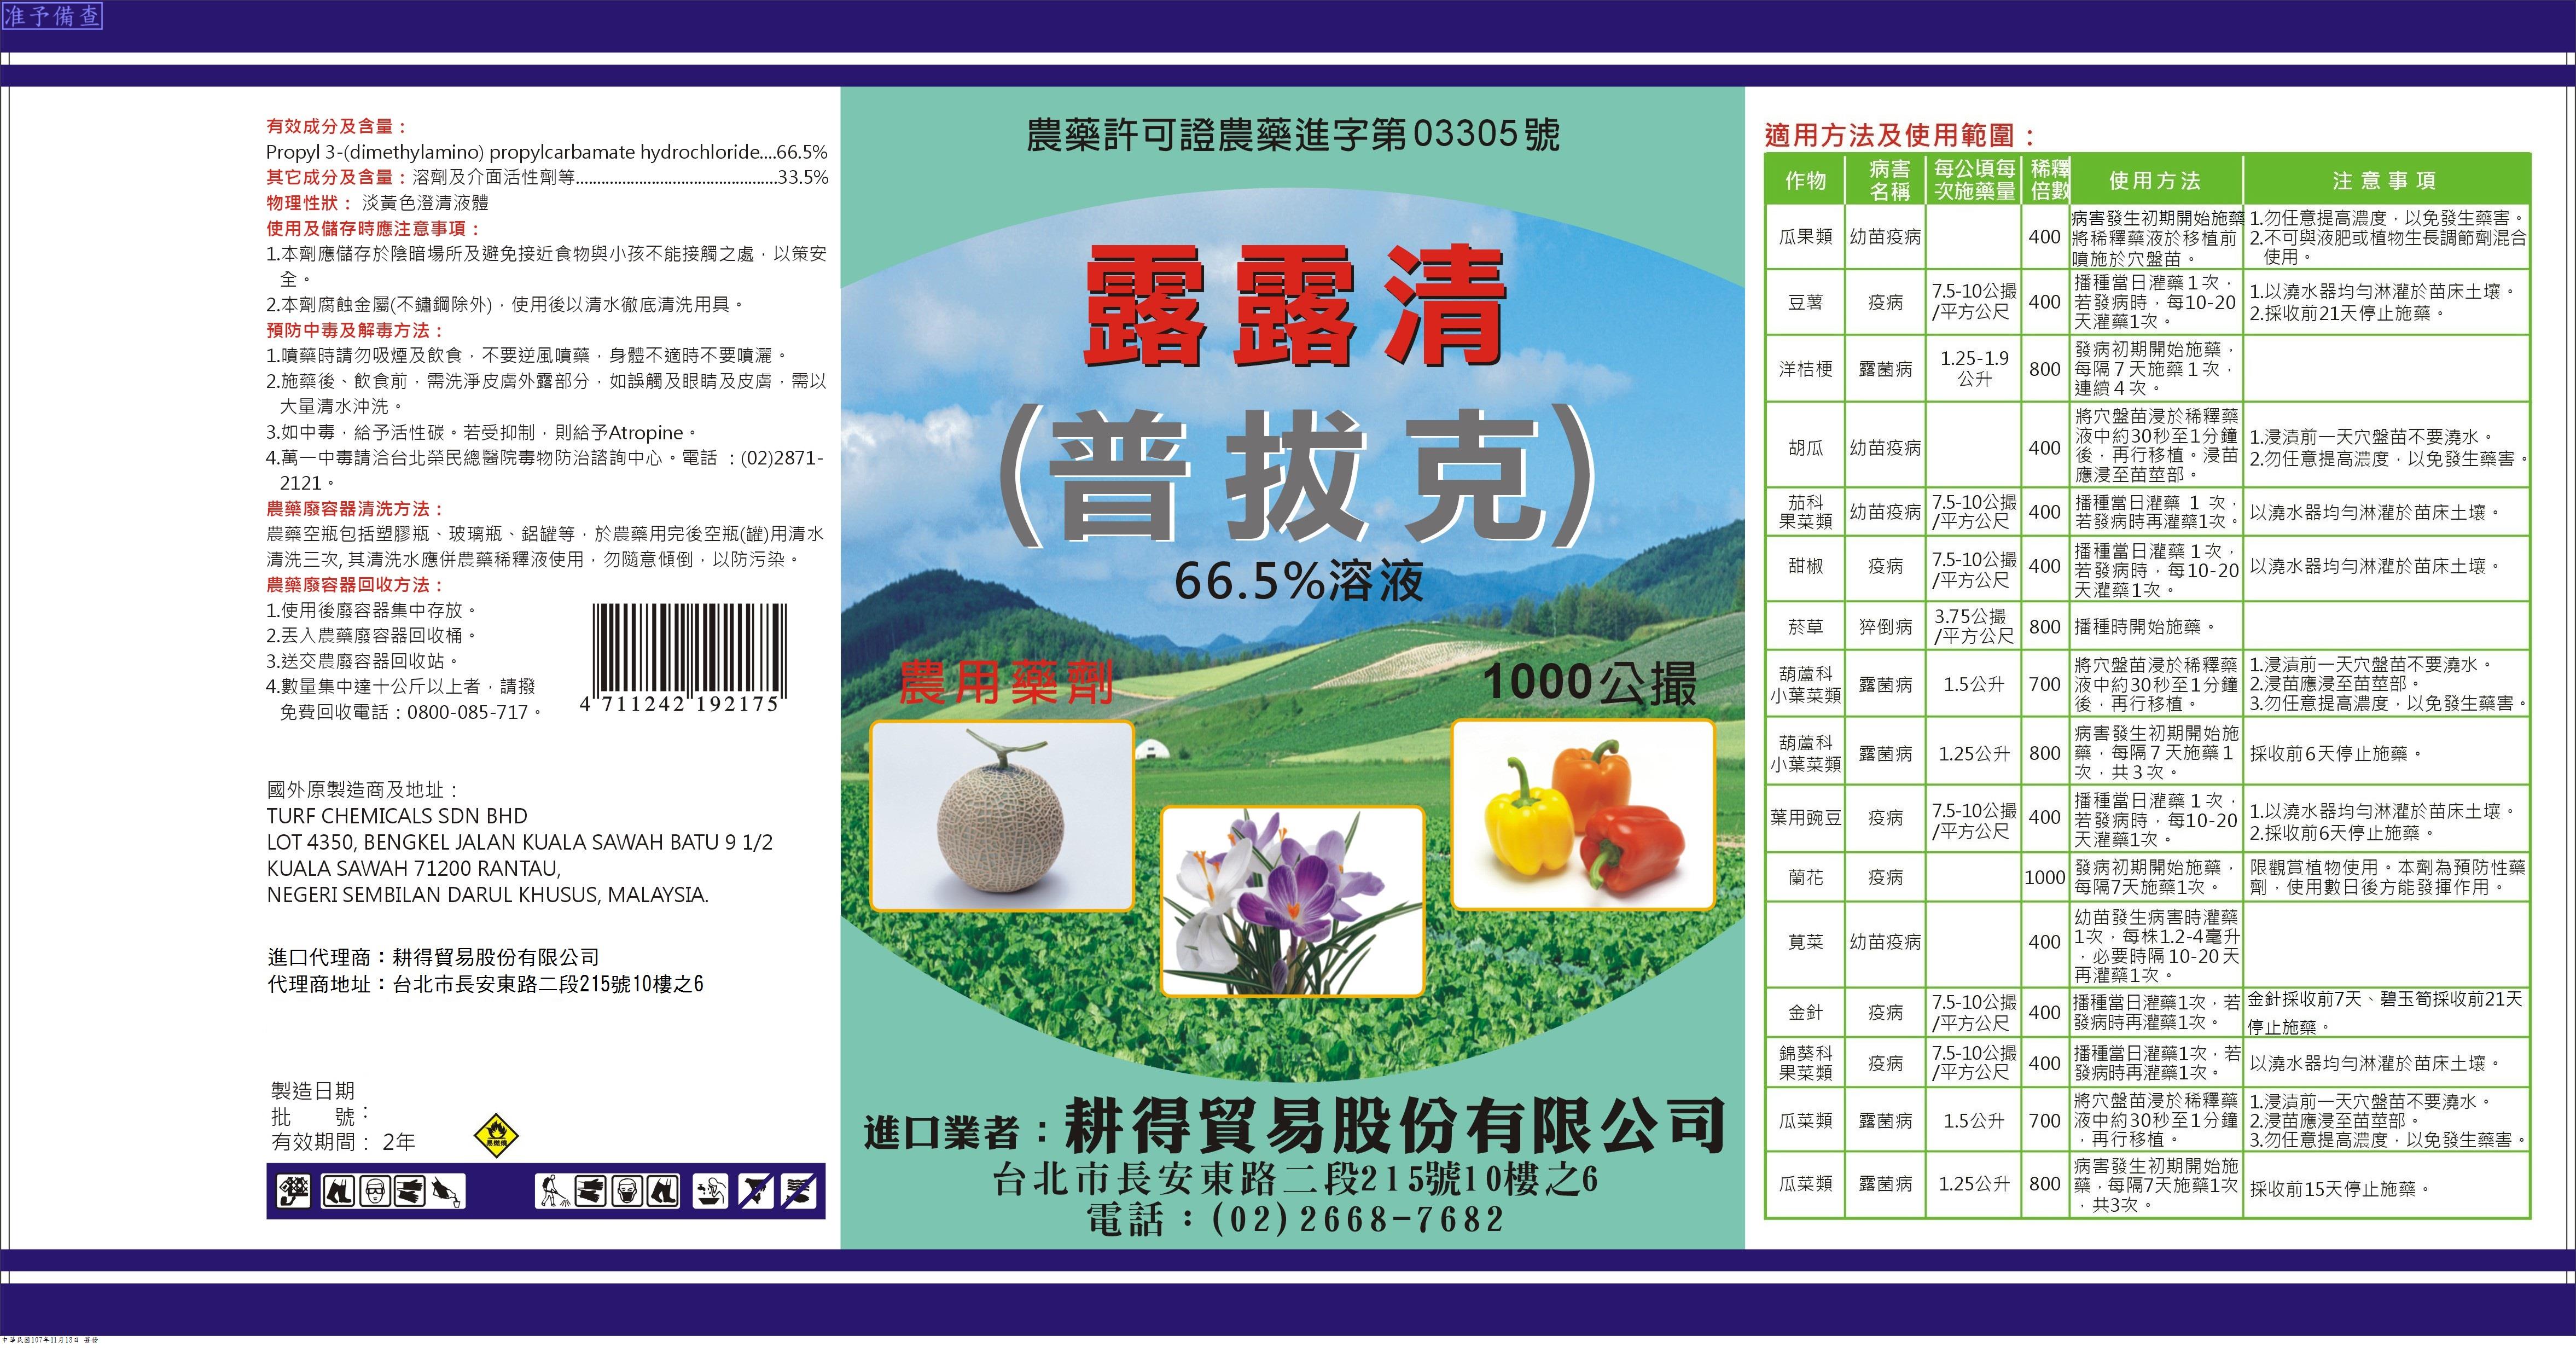 准予備查
有效成分及含量：
Propyl 3-(dimethylamino) propylcarbamate hydrochloride....66.5%
其它成分及含量：溶劑及介面活性劑等................................................33.5%
物理性狀： 淡黃色澄清液體
使用及儲存時應注意事項：
1.本劑應儲存於陰暗場所及避免接近食物與小孩不能接觸之處，以策安
全。
2.本劑腐蝕金屬(不鏽鋼除外)，使用後以清水徹底清洗用具。
預防中毒及解毒方法：
1.噴藥時請勿吸煙及飲食，不要逆風噴藥，身體不適時不要噴灑。
2.施藥後、飲食前，需洗淨皮膚外露部分，如誤觸及眼睛及皮膚，需以
大量清水沖洗。
3.如中毒，給予活性碳。若受抑制，則給予Atropine。
4.萬一中毒請洽台北榮民總醫院毒物防治諮詢中心。電話 ：(02)2871-
2121。
農藥廢容器清洗方法：
農藥空瓶包括塑膠瓶、玻璃瓶、鋁罐等，於農藥用完後空瓶(罐)用清水
清洗三次, 其清洗水應併農藥稀釋液使用，勿隨意傾倒，以防污染。
農藥廢容器回收方法：
1.使用後廢容器集中存放。
2.丟入農藥廢容器回收桶。
3.送交農廢容器回收站。
4.數量集中達十公斤以上者，請撥
免費回收電話：0800-085-717。
4 711242 192175
國外原製造商及地址：
TURF CHEMICALS SDN BHD
LOT 4350, BENGKEL JALAN KUALA SAWAH BATU 9 1/2
KUALA SAWAH 71200 RANTAU,
NEGERI SEMBILAN DARUL KHUSUS, MALAYSIA.
進口代理商：耕得貿易股份有限公司
代理商地址：台北市長安東路二段215號10樓之6
製造日期
批　　號：
有效期間： 2年
易燃燒
農藥許可證農藥進字第03305號
露露清
(普拔克)
66.5%溶液
農用藥劑
1000公撮
進口業者：耕得貿易股份有限公司
台北市長安東路二段215號10樓之6
電話：(02)2668-7682
適用方法及使用範圍：
作物 病害名稱 每公頃每次施藥量 稀釋倍數 使用方法 注意事項
瓜果類 幼苗疫病 400 病害發生初期開始施藥將稀釋藥液於移植前噴施於穴盤苗。 1.勿任意提高濃度，以免發生藥害。 2.不可與液肥或植物生長調節劑混合使用。
豆薯 疫病 7.5-10公撮/平方公尺 400 播種當日灌藥1次，若發病時，每10-20天灌藥1次。 1.以澆水器均勻淋灌於苗床土壤。 2.採收前21天停止施藥。
洋桔梗 露菌病 1.25-1.9公升 800 發病初期開始施藥，每隔7天施藥1次，連續4次。
胡瓜 幼苗疫病 400 將穴盤苗浸於稀釋藥液中約30秒至1分鐘後，再行移植。浸苗應浸至苗莖部。 1.浸漬前一天穴盤苗不要澆水。 2.勿任意提高濃度，以免發生藥害。
茄科果菜類 幼苗疫病 7.5-10公撮/平方公尺 400 播種當日灌藥 1 次，若發病時再灌藥1次。 以澆水器均勻淋灌於苗床土壤。
甜椒 疫病 7.5-10公撮/平方公尺 400 播種當日灌藥1次，若發病時，每10-20天灌藥1次。 以澆水器均勻淋灌於苗床土壤。
菸草 猝倒病 3.75公撮/平方公尺 800 播種時開始施藥。
葫蘆科小葉菜類 露菌病 1.5公升 700 將穴盤苗浸於稀釋藥液中約30秒至1分鐘後，再行移植。 1.浸漬前一天穴盤苗不要澆水。 2.浸苗應浸至苗莖部。 3.勿任意提高濃度，以免發生藥害。
葫蘆科小葉菜類 露菌病 1.25公升 800 病害發生初期開始施藥，每隔7天施藥1次，共3次。 採收前6天停止施藥。
葉用豌豆 疫病 7.5-10公撮/平方公尺 400 播種當日灌藥1次，若發病時，每10-20天灌藥1次。 1.以澆水器均勻淋灌於苗床土壤。 2.採收前6天停止施藥。
蘭花 疫病 1000 發病初期開始施藥，每隔7天施藥1次。 限觀賞植物使用。本劑為預防性藥劑，使用數日後方能發揮作用。
莧菜 幼苗疫病 400 幼苗發生病害時灌藥1次，每株1.2-4毫升，必要時隔10-20天再灌藥1次。
金針 疫病 7.5-10公撮/平方公尺 400 播種當日灌藥1次，若發病時再灌藥1次。 金針採收前7天、碧玉筍採收前21天停止施藥。
錦葵科果菜類 疫病 7.5-10公撮/平方公尺 400 播種當日灌藥1次，若發病時再灌藥1次。 以澆水器均勻淋灌於苗床土壤。
瓜菜類 露菌病 1.5公升 700 將穴盤苗浸於稀釋藥液中約30秒至1分鐘，再行移植。 1.浸漬前一天穴盤苗不要澆水。 2.浸苗應浸至苗莖部。 3.勿任意提高濃度，以免發生藥害。
瓜菜類 露菌病 1.25公升 800 病害發生初期開始施藥，每隔7天施藥1次，共3次。 採收前15天停止施藥。
中華民國107年11月13日 簽發